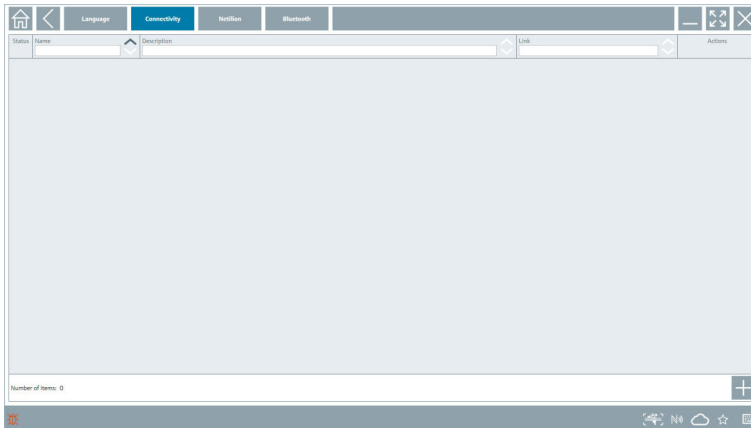 Language Connectivity Netilion Bluetooth
Status Name Description Link Actions
Number of Items: 0